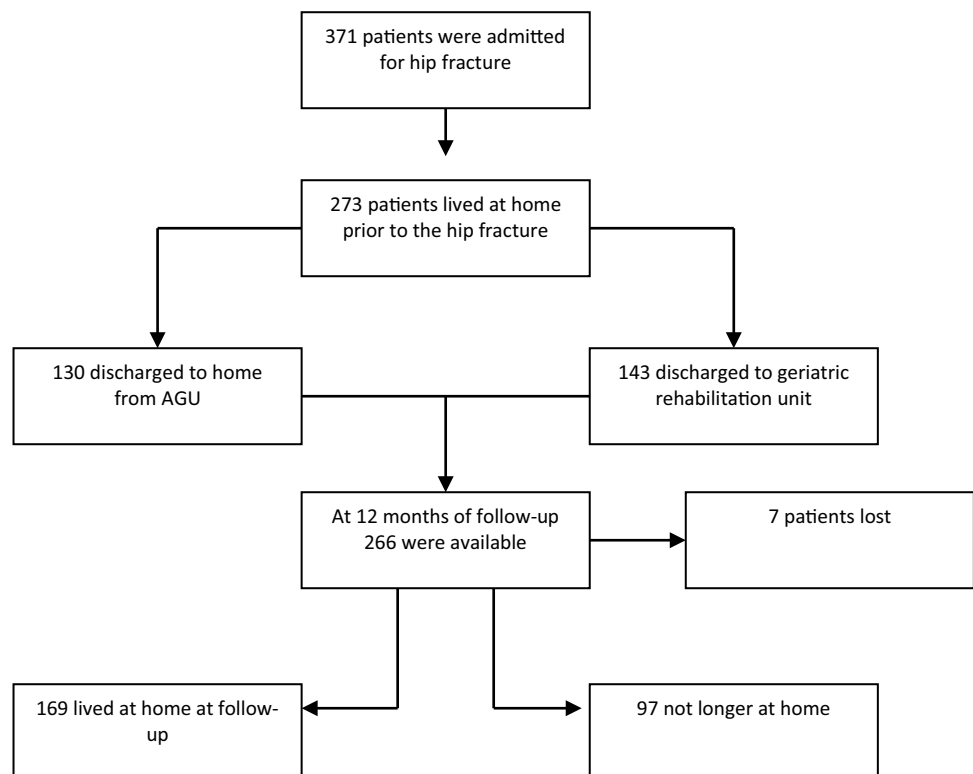 371 patients were admitted
for hip fracture
273 patients lived at home
prior to the hip fracture
130 discharged to home
from AGU
143 discharged to geriatric
rehabilitation unit
At 12 months of follow-up
266 were available
7 patients lost
169 lived at home at follow-
up
97 not longer at home